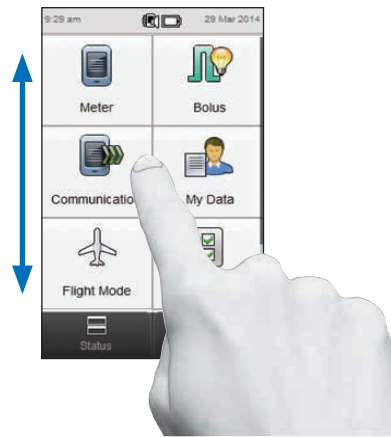 9:29 am 29 Mar 2014
Meter Bolus
Communicatio My Data
Flight Mode
Status